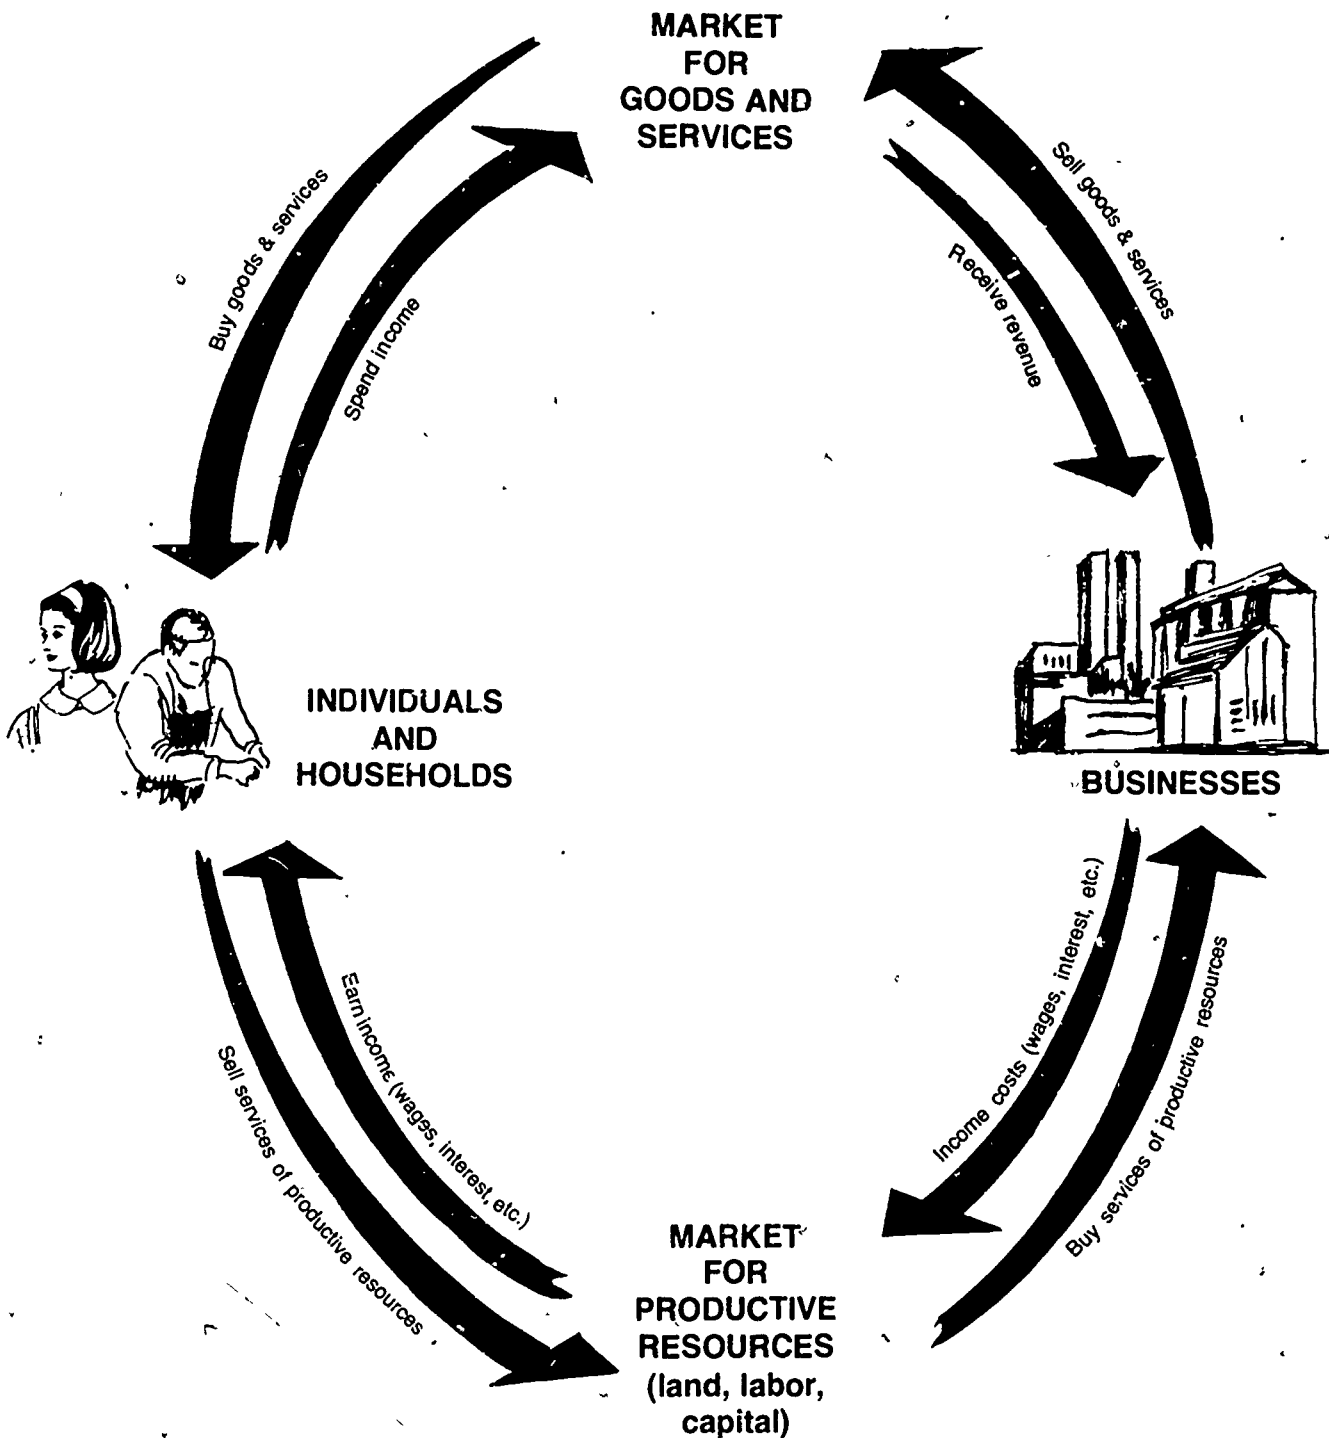 MARKET
FOR
GOODS AND
SERVICES
Buy goods & services
Spend income
Sell goods & services
Receive revenue
INDIVIDUALS
AND
HOUSEHOLDS
BUSINESSES
Earn income (wages, interest, etc.)
Sell services of productive resources
Income costs (wages, interest, etc.)
Buy services of productive resources
MARKET
FOR
PRODUCTIVE
RESOURCES
(land, labor,
capital)